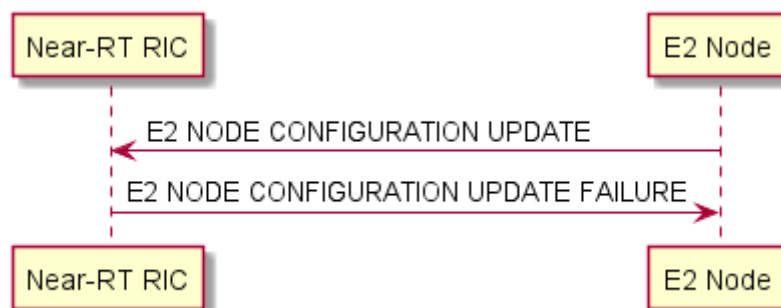 Near-RT RIC
E2 Node
E2 NODE CONFIGURATION UPDATE
E2 NODE CONFIGURATION UPDATE FAILURE
Near-RT RIC
E2 Node